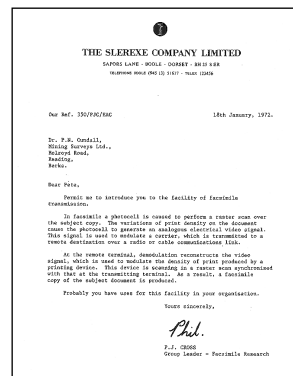 THE SLEREXE COMPANY LIMITED
SAPORS LANE - BOOLE - DORSET - BH 25 8 ER
TELEPHONE BOOLE (945 13) 51617 - TELEX 123456
Our Ref. 350/PJC/EAC
18th January, 1972.
Dr. P.N. Cundall,
Mining Surveys Ltd.,
Holroyd Road,
Reading,
Berks.
Dear Pete,
Permit me to introduce you to the facility of facsimile
transmission.
In facsimile a photocell is caused to perform a raster scan over
the subject copy. The variations of print density on the document
cause the photocell to generate an analogous electrical video signal.
This signal is used to modulate a carrier, which is transmitted to a
remote destination over a radio or cable communications link.
At the remote terminal, demodulation reconstructs the video
signal, which is used to modulate the density of print produced by a
printing device. This device is scanning in a raster scan synchronised
with that at the transmitting terminal. As a result, a facsimile
copy of the subject document is produced.
Probably you have uses for this facility in your organisation.
Yours sincerely,
Phil.
P.J. CROSS
Group Leader - Facsimile Research